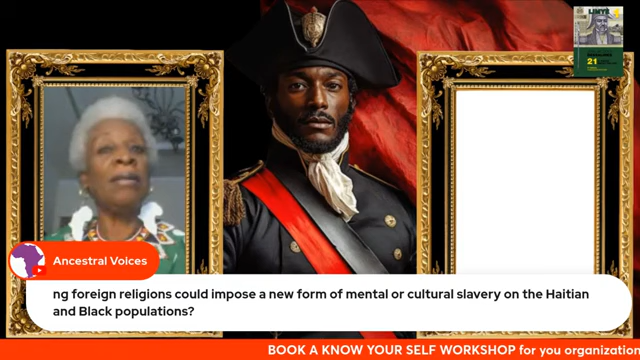 LIMYÈ
21
Ancestral Voices
ng foreign religions could impose a new form of mental or cultural slavery on the Haitian
and Black populations?
BOOK A KNOW YOUR SELF WORKSHOP for you organization